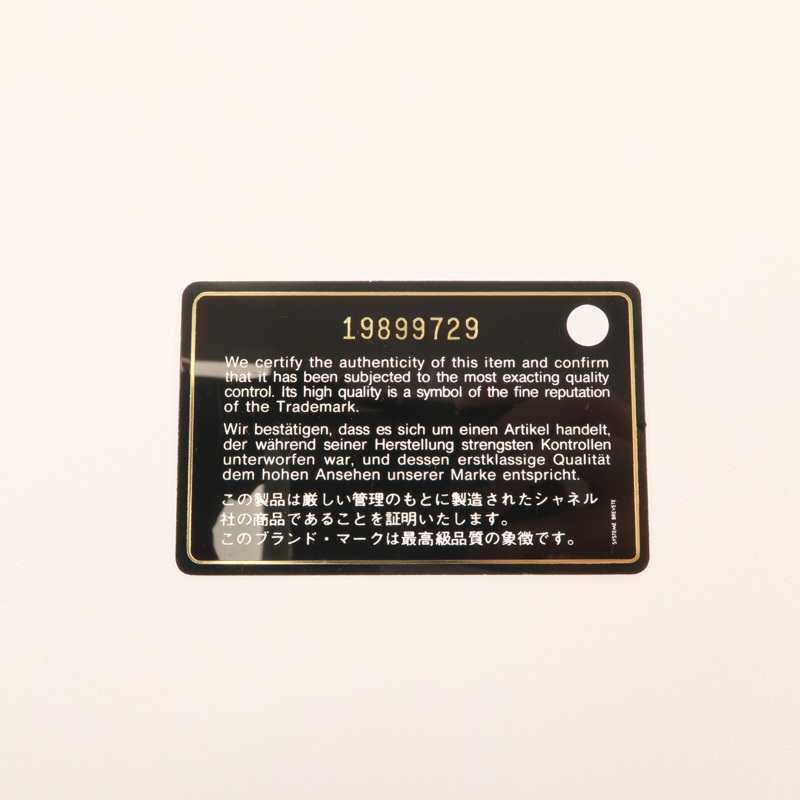 19899729
We certify the authenticity of this item and confirm
that it has been subjected to the most exacting quality
control. Its high quality is a symbol of the fine reputation
of the Trademark.
Wir bestätigen, dass es sich um einen Artikel handelt,
der während seiner Herstellung strengsten Kontrollen
unterworfen war, und dessen erstklassige Qualität
dem hohen Ansehen unserer Marke entspricht.
この製品は厳しい管理のもとに製造されたシャネル
社の商品であることを証明いたします。
このブランド・マークは最高級品質の象徴です。
SYSTEME BREVETE